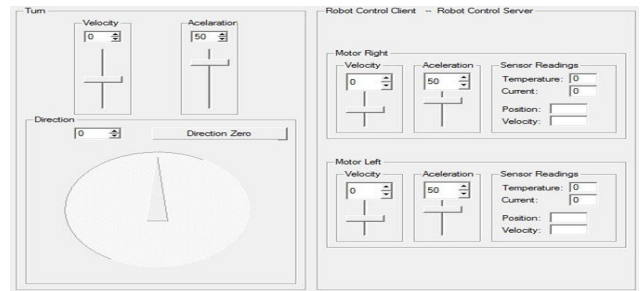 Turn
Velocity
0
Acelaration
50
Direction
0
Direction Zero
Robot Control Client -- Robot Control Server
Motor Right
Velocity
0
Aceleration
50
Sensor Readings
Temperature: 0
Current: 0
Position:
Velocity:
Motor Left
Velocity
0
Aceleration
50
Sensor Readings
Temperature: 0
Current: 0
Position:
Velocity: